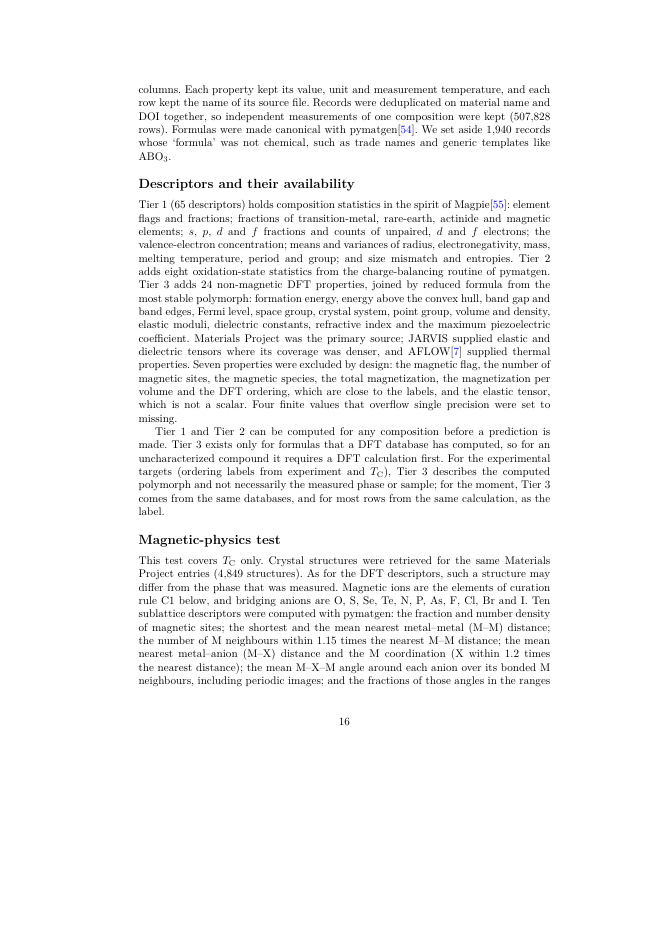 columns. Each property kept its value, unit and measurement temperature, and each
row kept the name of its source file. Records were deduplicated on material name and
DOI together, so independent measurements of one composition were kept (507,828
rows). Formulas were made canonical with pymatgen[54]. We set aside 1,940 records
whose ‘formula’ was not chemical, such as trade names and generic templates like
ABO₃.
Descriptors and their availability
Tier 1 (65 descriptors) holds composition statistics in the spirit of Magpie[55]: element
flags and fractions; fractions of transition-metal, rare-earth, actinide and magnetic
elements; s, p, d and f fractions and counts of unpaired, d and f electrons; the
valence-electron concentration; means and variances of radius, electronegativity, mass,
melting temperature, period and group; and size mismatch and entropies. Tier 2
adds eight oxidation-state statistics from the charge-balancing routine of pymatgen.
Tier 3 adds 24 non-magnetic DFT properties, joined by reduced formula from the
most stable polymorph: formation energy, energy above the convex hull, band gap and
band edges, Fermi level, space group, crystal system, point group, volume and density,
elastic moduli, dielectric constants, refractive index and the maximum piezoelectric
coefficient. Materials Project was the primary source; JARVIS supplied elastic and
dielectric tensors where its coverage was denser, and AFLOW[7] supplied thermal
properties. Seven properties were excluded by design: the magnetic flag, the number of
magnetic sites, the magnetic species, the total magnetization, the magnetization per
volume and the DFT ordering, which are close to the labels, and the elastic tensor,
which is not a scalar. Four finite values that overflow single precision were set to
missing.
Tier 1 and Tier 2 can be computed for any composition before a prediction is
made. Tier 3 exists only for formulas that a DFT database has computed, so for an
uncharacterized compound it requires a DFT calculation first. For the experimental
targets (ordering labels from experiment and T_C), Tier 3 describes the computed
polymorph and not necessarily the measured phase or sample; for the moment, Tier 3
comes from the same databases, and for most rows from the same calculation, as the
label.
Magnetic-physics test
This test covers T_C only. Crystal structures were retrieved for the same Materials
Project entries (4,849 structures). As for the DFT descriptors, such a structure may
differ from the phase that was measured. Magnetic ions are the elements of curation
rule C1 below, and bridging anions are O, S, Se, Te, N, P, As, F, Cl, Br and I. Ten
sublattice descriptors were computed with pymatgen: the fraction and number density
of magnetic sites; the shortest and the mean nearest metal–metal (M–M) distance;
the number of M neighbours within 1.15 times the nearest M–M distance; the mean
nearest metal–anion (M–X) distance and the M coordination (X within 1.2 times
the nearest distance); the mean M–X–M angle around each anion over its bonded M
neighbours, including periodic images; and the fractions of those angles in the ranges
16